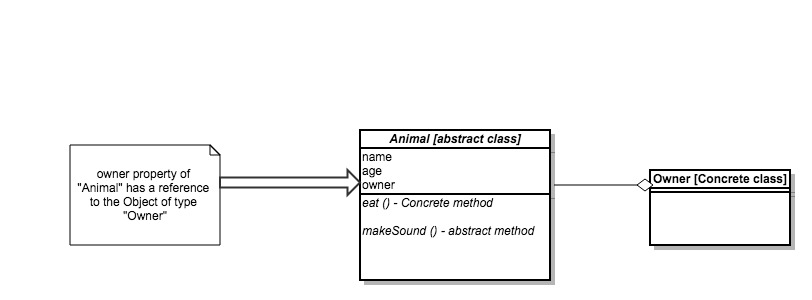 owner property of
"Animal" has a reference
to the Object of type
"Owner"
Animal [abstract class]
name
age
owner
eat () - Concrete method
makeSound () - abstract method
Owner [Concrete class]